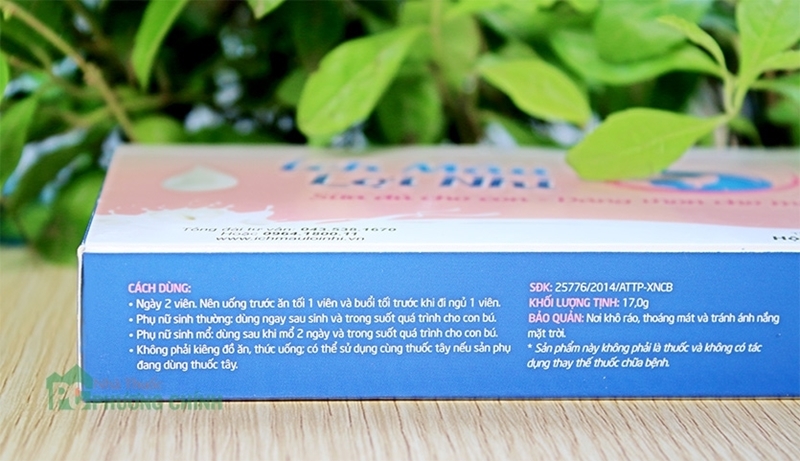 Ích Mẫu
Lợi Nhi
Sữa đủ cho con - Dáng thon cho
Tổng đài tư vấn: 043.538.1670
Hoặc 0964.1800.11
www.ichmauloinhi.vn
CÁCH DÙNG:
• Ngày 2 viên. Nên uống trước ăn tối 1 viên và buổi tối trước khi đi ngủ 1 viên.
• Phụ nữ sinh thường: dùng ngay sau sinh và trong suốt quá trình cho con bú.
• Phụ nữ sinh mổ: dùng sau khi mổ 2 ngày và trong suốt quá trình cho con bú.
• Không phải kiêng đồ ăn, thức uống; có thể sử dụng cùng thuốc tây nếu sản phụ
đang dùng thuốc tây.
SĐK: 25776/2014/ATTP-XNCB
KHỐI LƯỢNG TỊNH: 17,0g
BẢO QUẢN: Nơi khô ráo, thoáng mát và tránh ánh nắng
mặt trời.
* Sản phẩm này không phải là thuốc và không có tác
dụng thay thế thuốc chữa bệnh.
PHƯƠNG CHÍNH